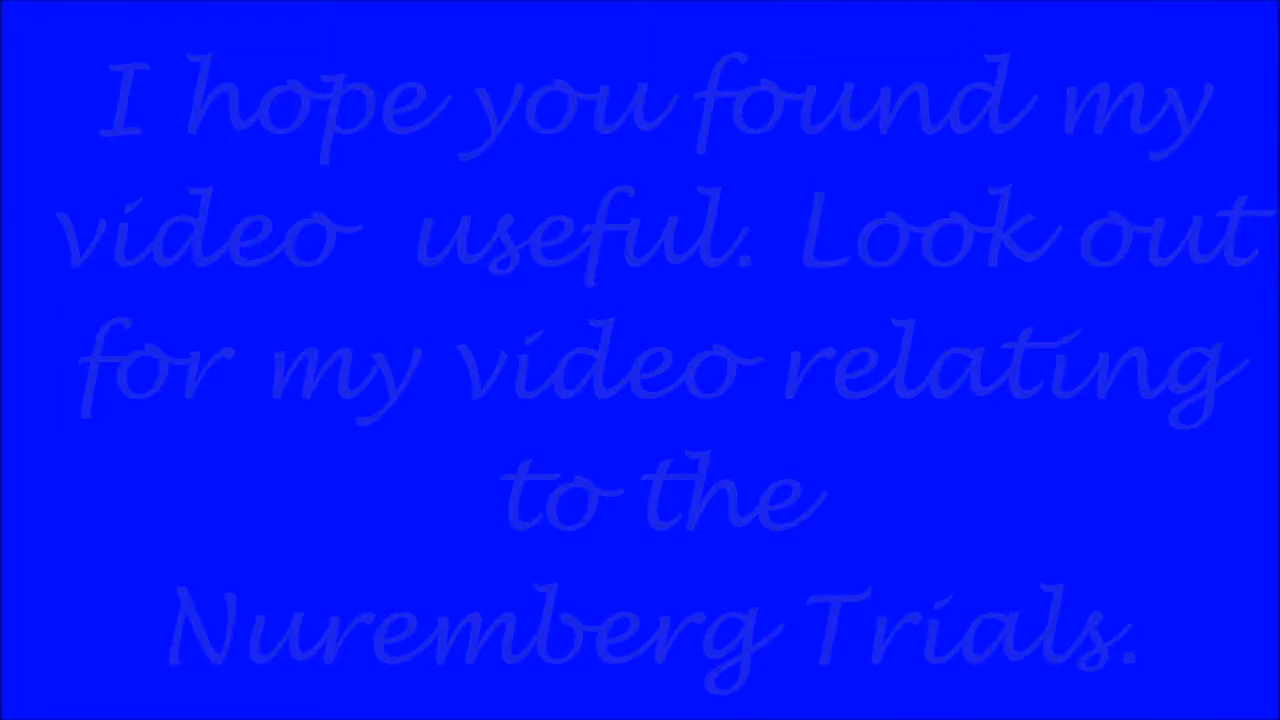 I hope you found my
video useful. Look out
for my video relating
to the
Nuremberg Trials.